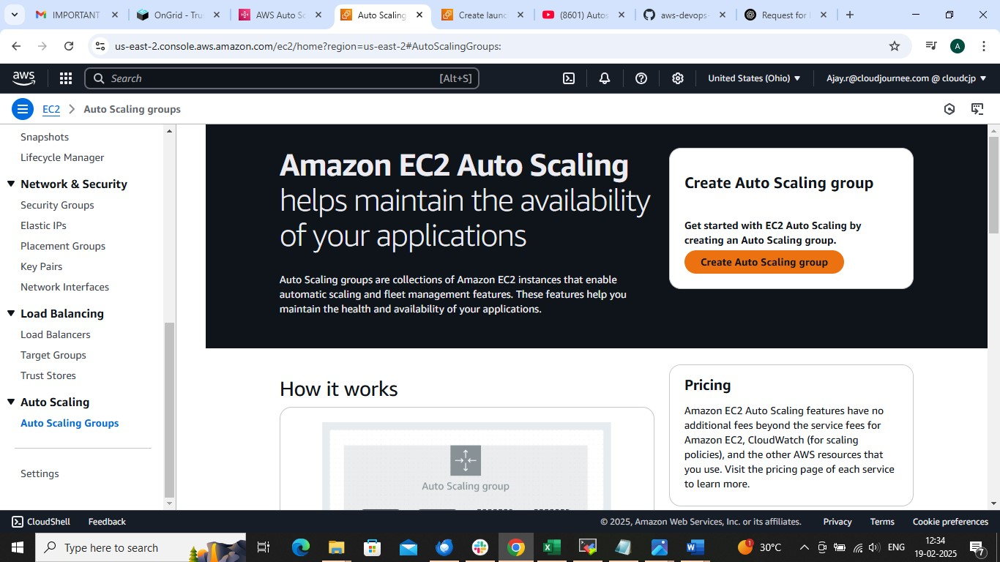 IMPORTANT
OnGrid - Tru
AWS Auto Sc
Auto Scaling
Create launc
(8601) Autos
aws-devops-
Request for
us-east-2.console.aws.amazon.com/ec2/home?region=us-east-2#AutoScalingGroups:
A
aws
Search
[Alt+S]
United States (Ohio)
Ajay.r@cloudjournee.com @ cloudcjp
EC2
Auto Scaling groups
Snapshots
Lifecycle Manager
Network & Security
Security Groups
Elastic IPs
Placement Groups
Key Pairs
Network Interfaces
Load Balancing
Load Balancers
Target Groups
Trust Stores
Auto Scaling
Auto Scaling Groups
Settings
Amazon EC2 Auto Scaling
helps maintain the availability
of your applications
Auto Scaling groups are collections of Amazon EC2 instances that enable
automatic scaling and fleet management features. These features help you
maintain the health and availability of your applications.
Create Auto Scaling group
Get started with EC2 Auto Scaling by
creating an Auto Scaling group.
Create Auto Scaling group
How it works
Auto Scaling group
Pricing
Amazon EC2 Auto Scaling features have no
additional fees beyond the service fees for
Amazon EC2, CloudWatch (for scaling
policies), and the other AWS resources that
you use. Visit the pricing page of each service
to learn more.
CloudShell
Feedback
© 2025, Amazon Web Services, Inc. or its affiliates.
Privacy
Terms
Cookie preferences
Type here to search
1
30°C
ENG
12:34
19-02-2025
7